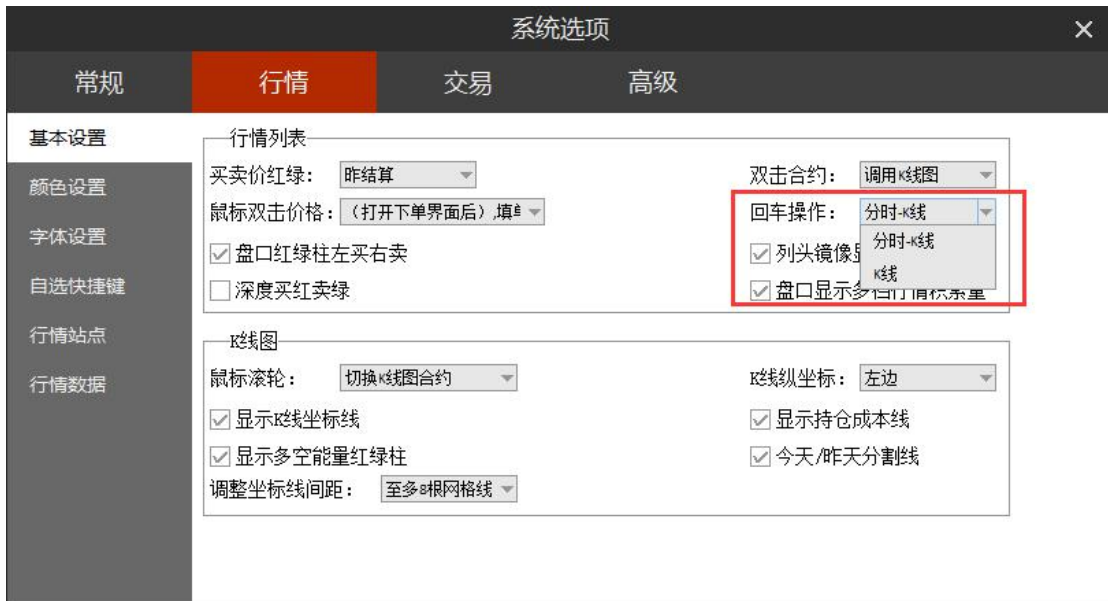 系统选项
常规 行情 交易 高级
基本设置
颜色设置
字体设置
自选快捷键
行情站点
行情数据
行情列表
买卖价红绿： 昨结算 双击合约： 调用K线图
鼠标双击价格： （打开下单界面后）,填单 回车操作： 分时-K线
分时-K线
K线
盘口红绿柱左买右卖 列头镜像显
深度买红卖绿 盘口显示多档行情积累量
K线图
鼠标滚轮： 切换K线图合约 K线纵坐标： 左边
显示K线坐标线 显示持仓成本线
显示多空能量红绿柱 今天/昨天分割线
调整坐标线间距： 至多8根网格线